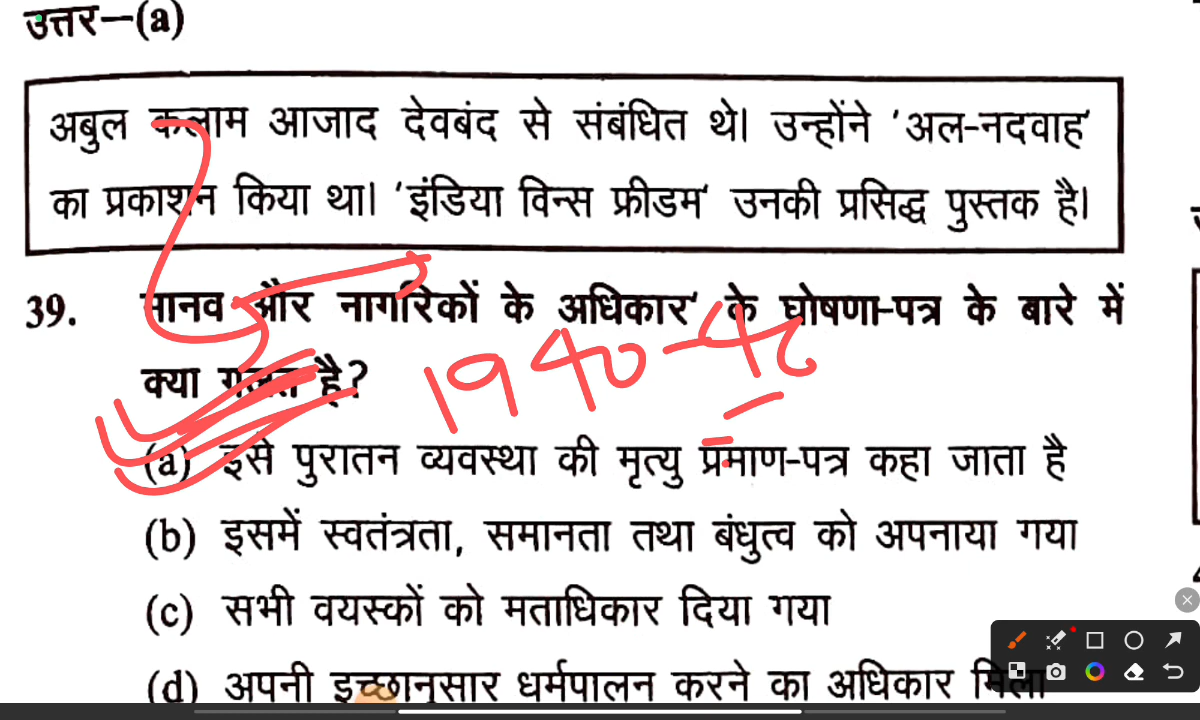 उत्तर–(a)
अबुल कलाम आजाद देवबंद से संबंधित थे। उन्होंने 'अल-नदवाह'
का प्रकाशन किया था। 'इंडिया विन्स फ्रीडम' उनकी प्रसिद्ध पुस्तक है।
39. मानव और नागरिकों के अधिकार' के घोषणा-पत्र के बारे में
क्या गलत है?
1940-42
(a) इसे पुरातन व्यवस्था की मृत्यु प्रमाण-पत्र कहा जाता है
(b) इसमें स्वतंत्रता, समानता तथा बंधुत्व को अपनाया गया
(c) सभी वयस्कों को मताधिकार दिया गया
(d) अपनी इच्छानुसार धर्मपालन करने का अधिकार मिला